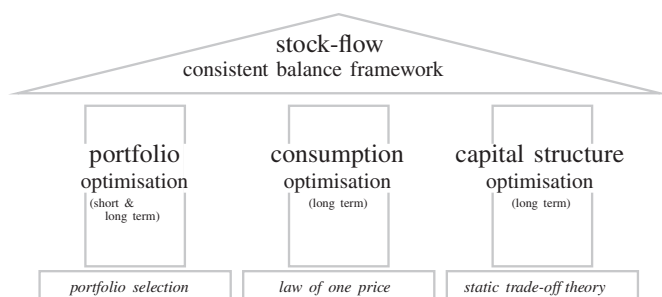 stock-flow
consistent balance framework
portfolio
optimisation
(short &
long term)
consumption
optimisation
(long term)
capital structure
optimisation
(long term)
portfolio selection
law of one price
static trade-off theory